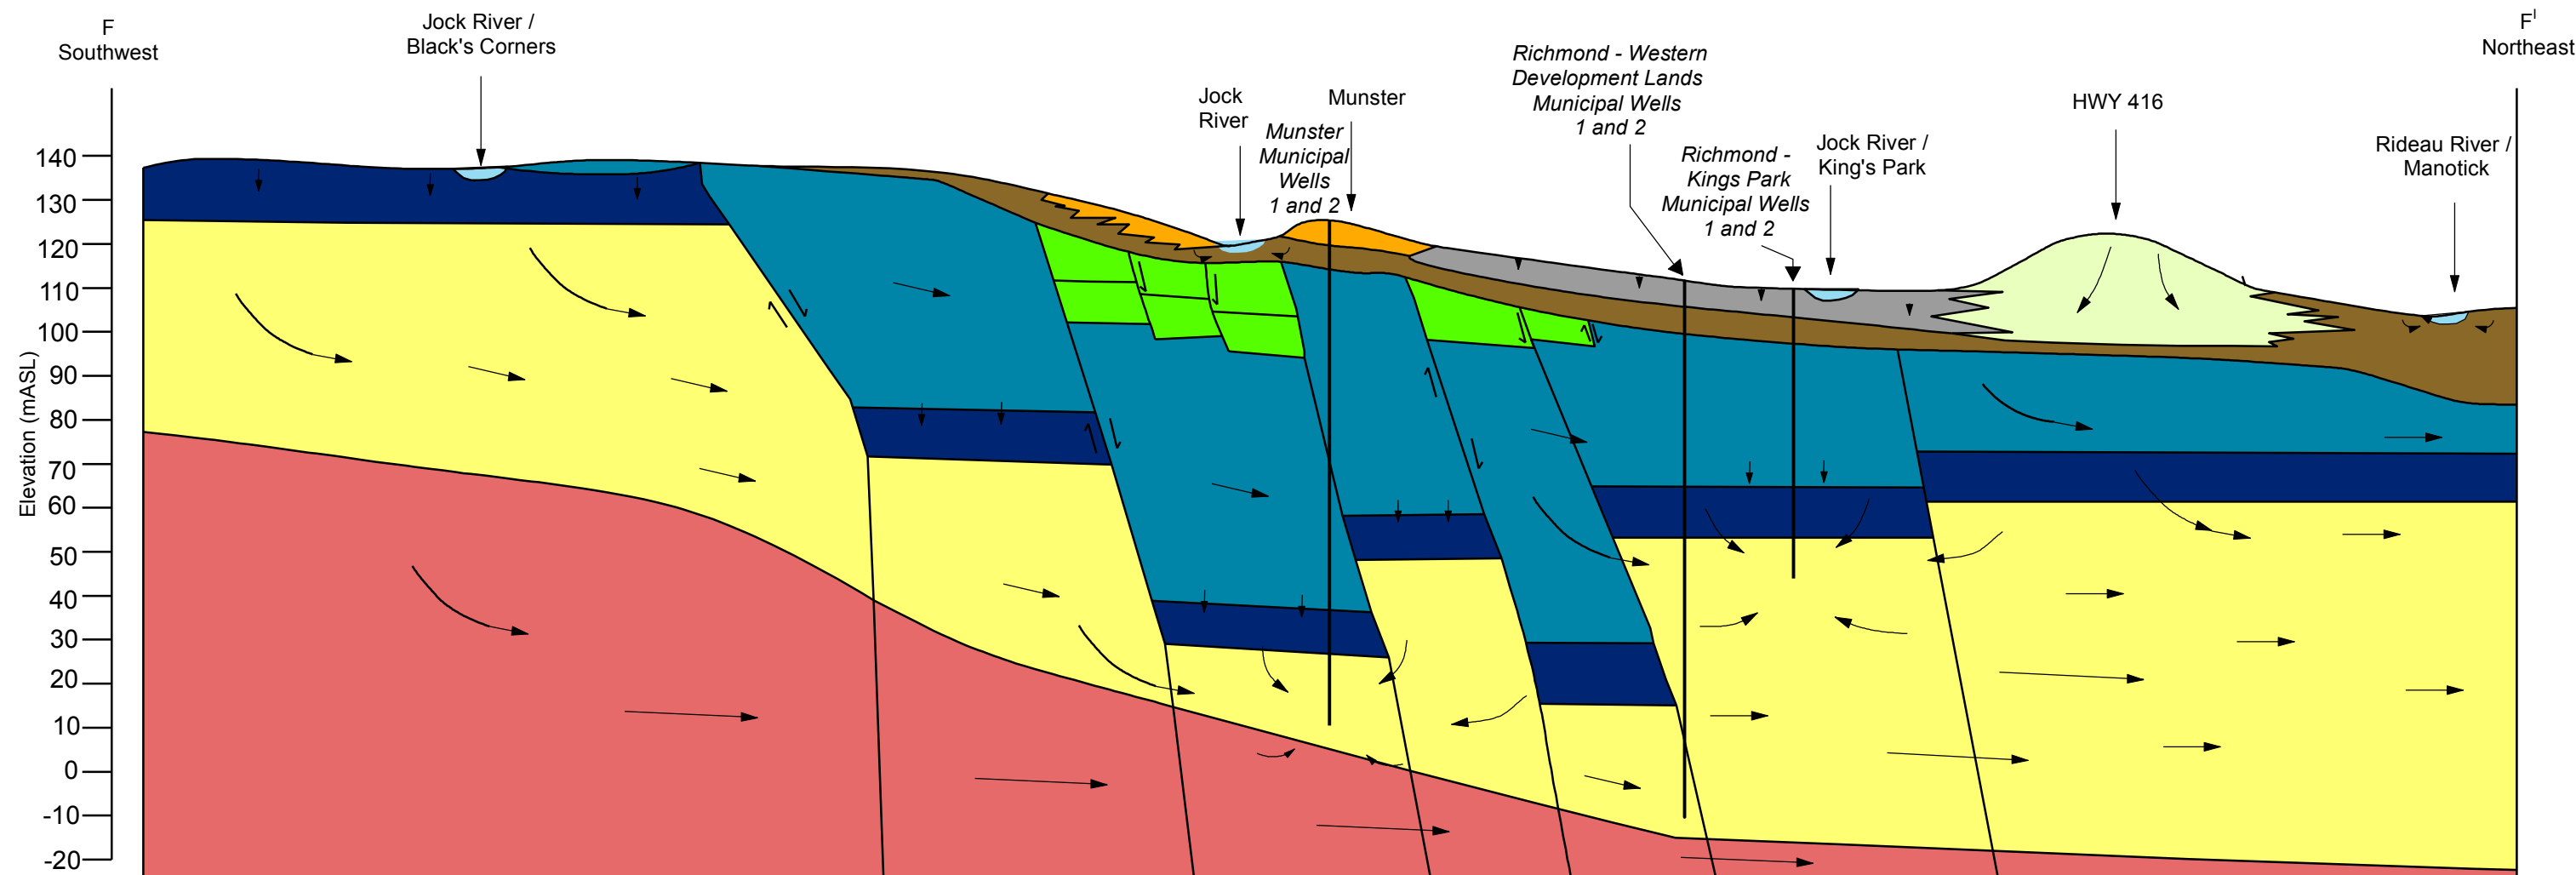 F
Southwest
Jock River /
Black's Corners
Jock
River
Munster
Municipal
Wells
1 and 2
Munster
Richmond - Western
Development Lands
Municipal Wells
1 and 2
Richmond -
Kings Park
Municipal Wells
1 and 2
Jock River /
King's Park
HWY 416
Rideau River /
Manotick
F'
Northeast
Elevation (mASL)
140
130
120
110
100
90
80
70
60
50
40
30
20
10
0
-10
-20